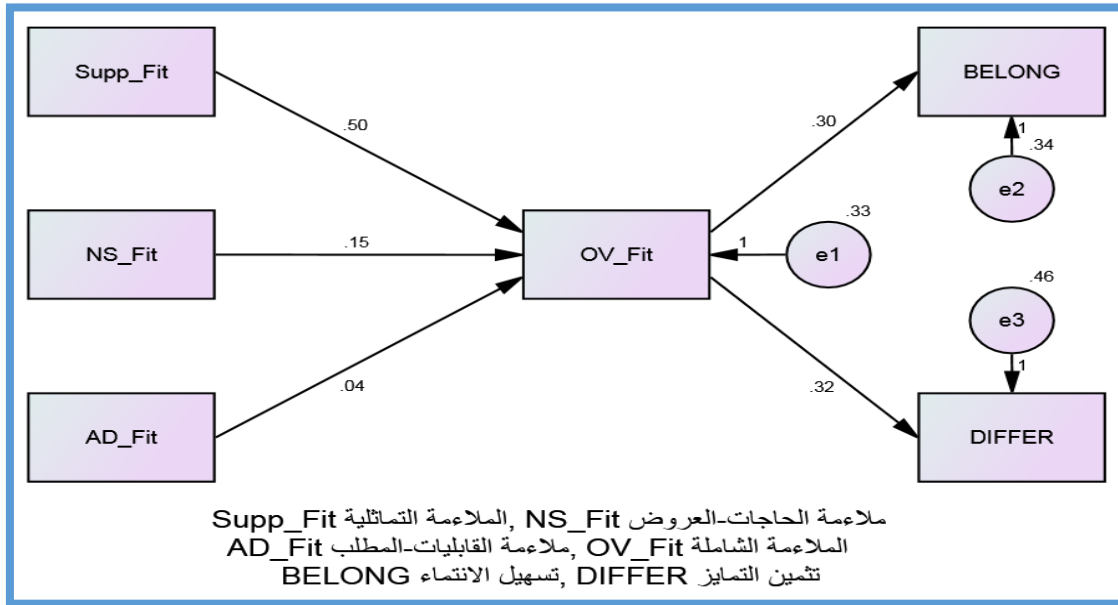 Supp_Fit
BELONG
.50
.30
1
.34
e2
NS_Fit
.15
OV_Fit
1
.33
e1
.46
e3
1
AD_Fit
.04
.32
DIFFER
الملاءمة التماثلية Supp_Fit ,ملاءمة الحاجات-العروض NS_Fit
ملاءمة القابليات-المطلب AD_Fit ,الملاءمة الشاملة OV_Fit
تسهيل الانتماء BELONG ,تثمين التمايز DIFFER